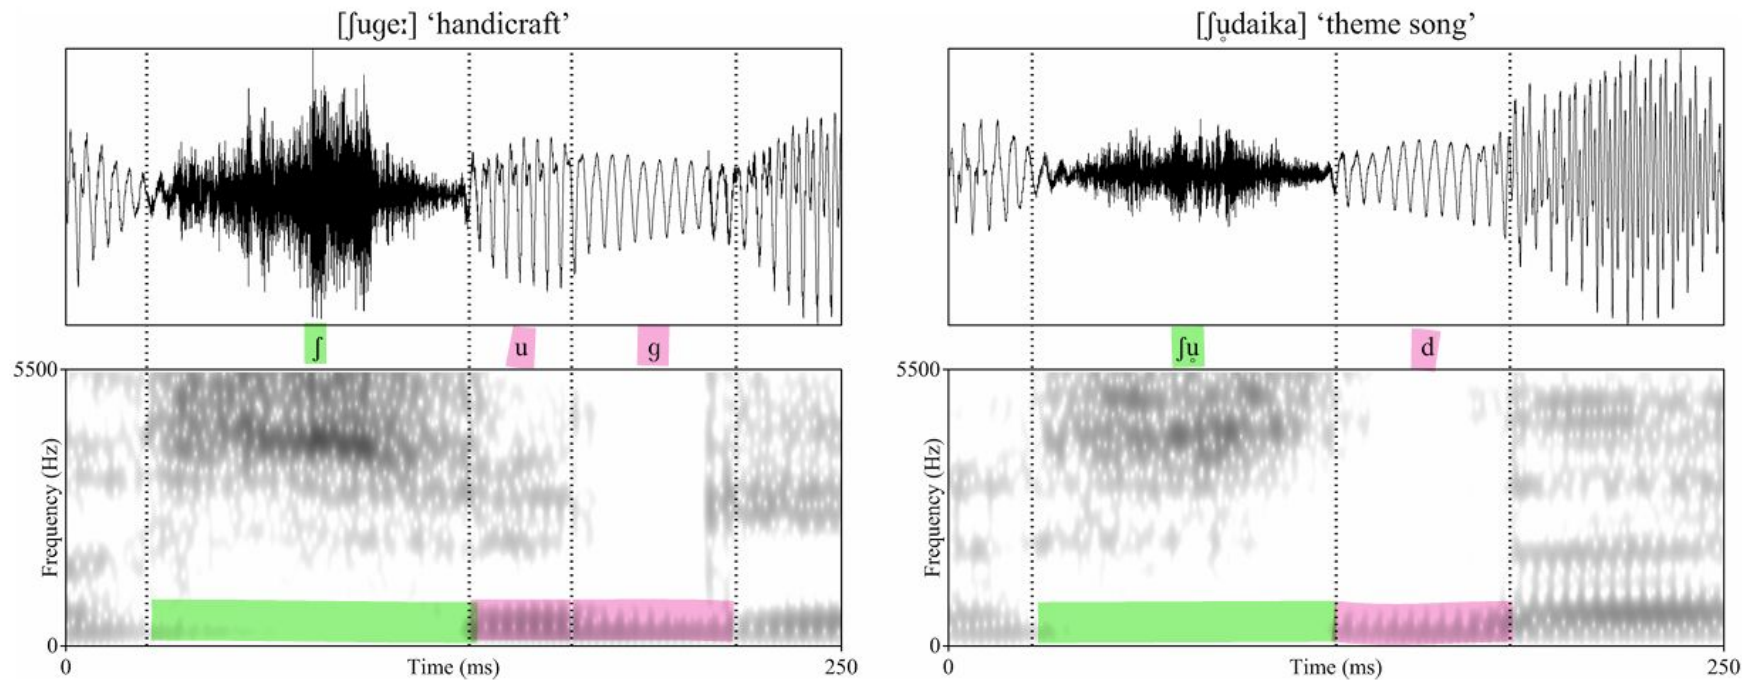 [ʃugeː] ‘handicraft’
ʃ u g
5500
Frequency (Hz)
0
0 Time (ms) 250
[ʃu̥daika] ‘theme song’
ʃu̥ d
5500
Frequency (Hz)
0
0 Time (ms) 250